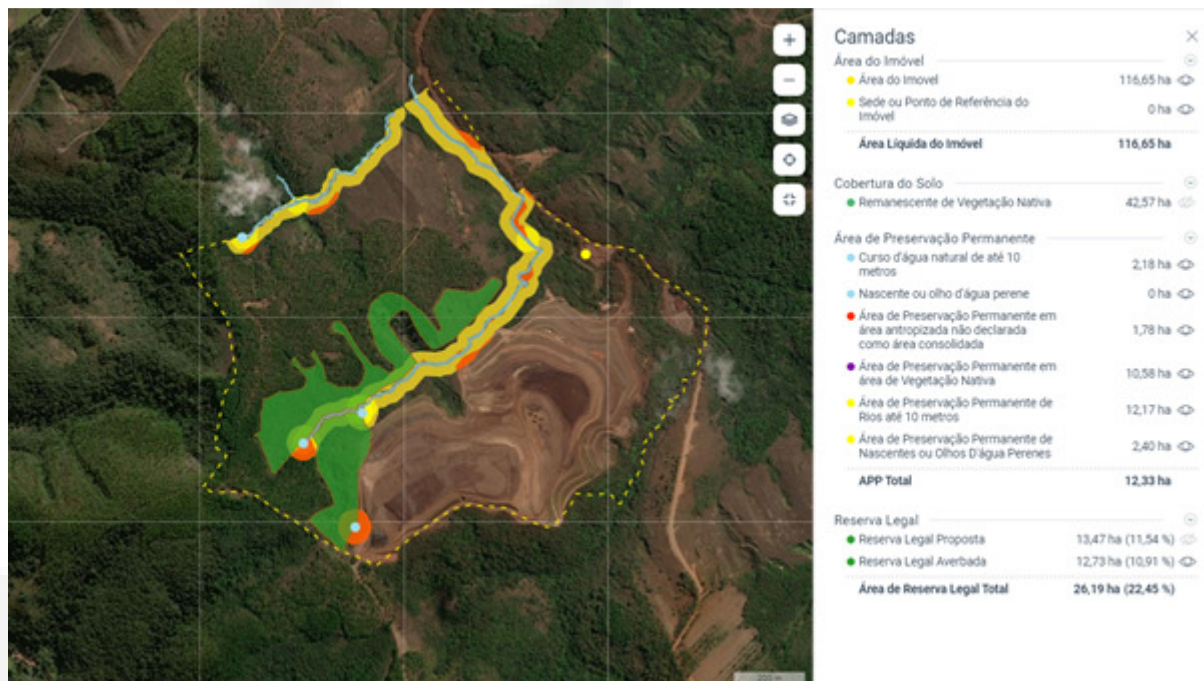 Camadas
Área do Imóvel
Área do Imovel 116,65 ha
Sede ou Ponto de Referência do
Imóvel 0 ha
Área Líquida do Imóvel 116,65 ha
Cobertura do Solo
Remanescente de Vegetação Nativa 42,57 ha
Área de Preservação Permanente
Curso d'água natural de até 10
metros 2,18 ha
Nascente ou olho d'água perene 0 ha
Área de Preservação Permanente em
área antropizada não declarada
como área consolidada 1,78 ha
Área de Preservação Permanente em
área de Vegetação Nativa 10,58 ha
Área de Preservação Permanente de
Rios até 10 metros 12,17 ha
Área de Preservação Permanente de
Nascentes ou Olhos D'água Perenes 2,40 ha
APP Total 12,33 ha
Reserva Legal
Reserva Legal Proposta 13,47 ha (11,54 %)
Reserva Legal Averbada 12,73 ha (10,91 %)
Área de Reserva Legal Total 26,19 ha (22,45 %)
200 m